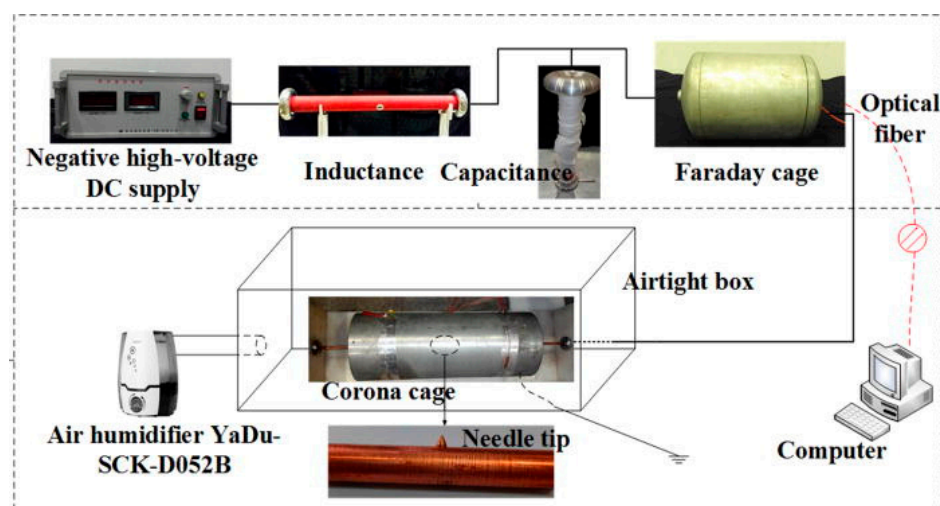 Negative high-voltage
DC supply
Inductance
Capacitance
Faraday cage
Optical
fiber
Airtight box
Corona cage
Needle tip
Air humidifier YaDu-
SCK-D052B
Computer